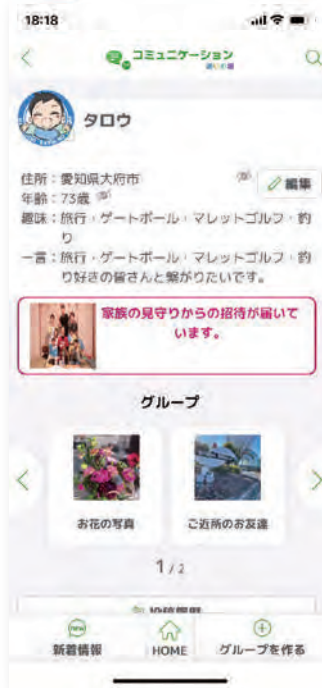 18:18
コミュニケーション
タロウ
住所：愛知県大府市
編集
年齢：73歳
趣味：旅行・ゲートボール・マレットゴルフ・釣
り
一言：旅行・ゲートボール・マレットゴルフ・釣
り好きの皆さんと繋がりたいです。
家族の見守りからの招待が届いて
います。
グループ
お花の写真
ご近所のお友達
1 / 2
new
新着情報
HOME
グループを作る